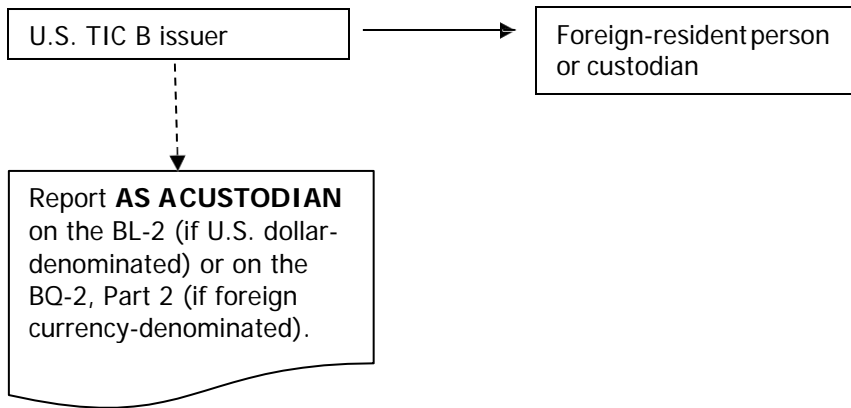 U.S. TIC B issuer
Foreign-resident person
or custodian
Report AS A CUSTODIAN
on the BL-2 (if U.S. dollar-
denominated) or on the
BQ-2, Part 2 (if foreign
currency-denominated).